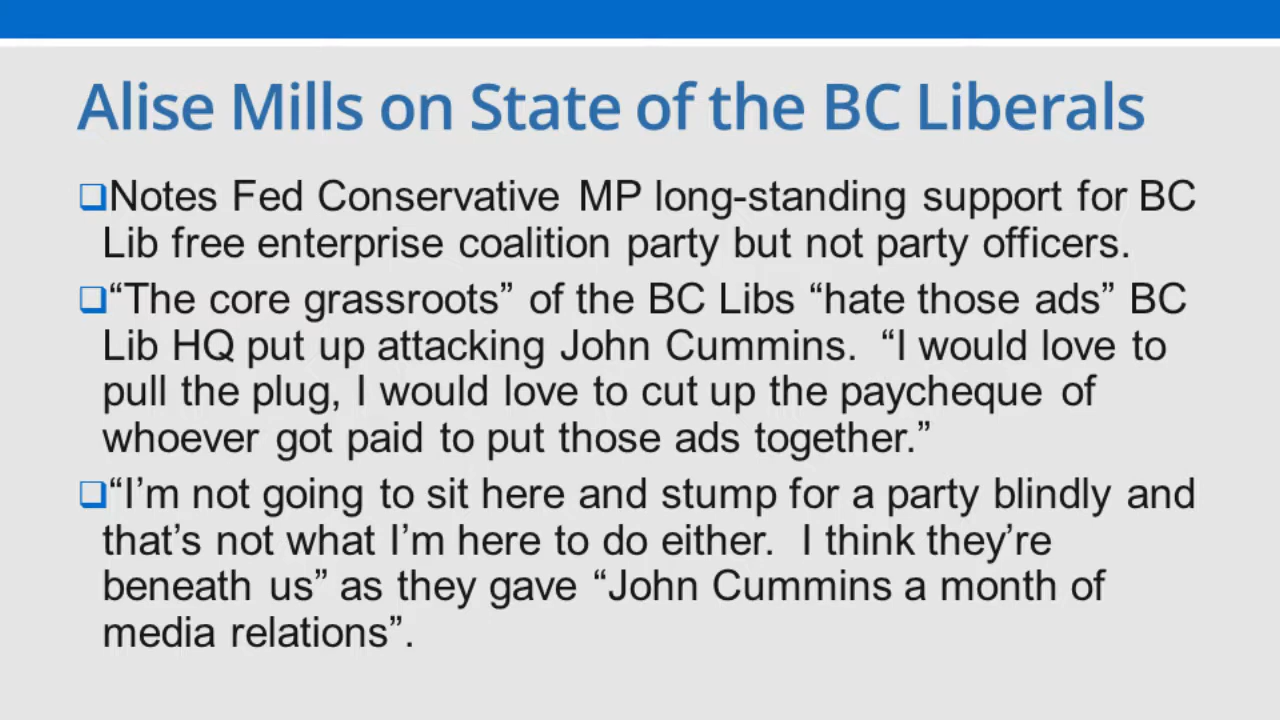 Alise Mills on State of the BC Liberals
❑Notes Fed Conservative MP long-standing support for BC
Lib free enterprise coalition party but not party officers.
❑“The core grassroots” of the BC Libs “hate those ads” BC
Lib HQ put up attacking John Cummins.  “I would love to
pull the plug, I would love to cut up the paycheque of
whoever got paid to put those ads together.”
❑“I’m not going to sit here and stump for a party blindly and
that’s not what I’m here to do either.  I think they’re
beneath us” as they gave “John Cummins a month of
media relations”.